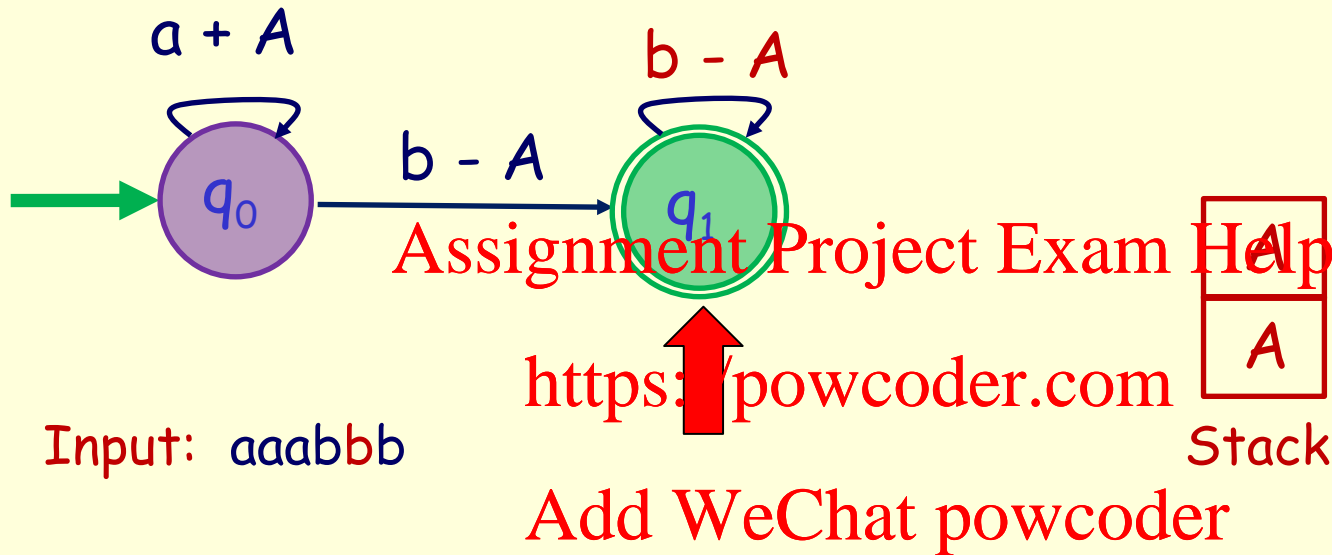 a + A
b - A
b - A
q0
q1
Assignment Project Exam Help
A
A
https://powcoder.com
Input: aaabbb
Stack
Add WeChat powcoder